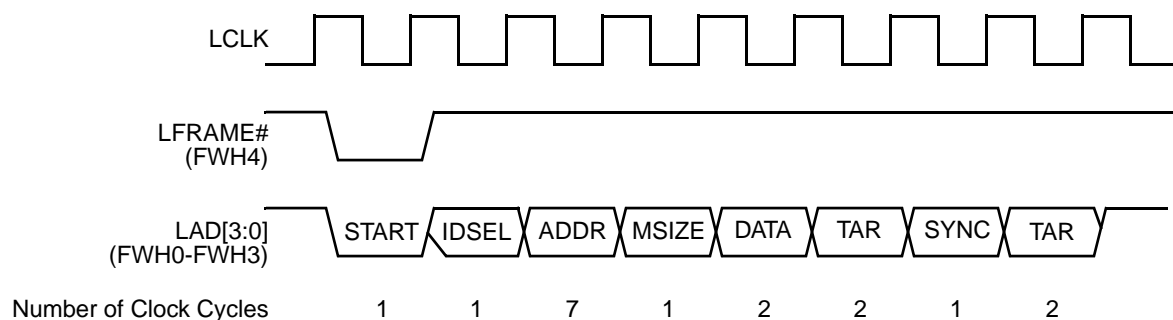 LCLK
LFRAME#
(FWH4)
LAD[3:0]
(FWH0-FWH3)
START IDSEL ADDR MSIZE DATA TAR SYNC TAR
Number of Clock Cycles 1 1 7 1 2 2 1 2